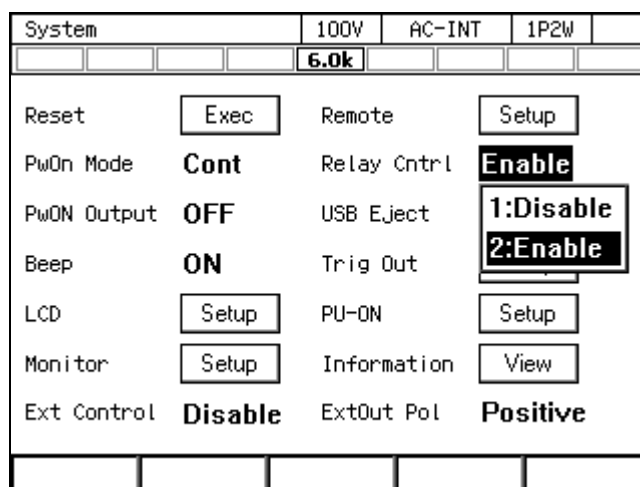 System 100V AC-INT 1P2W
6.0k
Reset Exec Remote Setup
PwOn Mode Cont Relay Cntrl Enable
PwON Output OFF USB Eject 1:Disable
2:Enable
Beep ON Trig Out
LCD Setup PU-ON Setup
Monitor Setup Information View
Ext Control Disable ExtOut Pol Positive